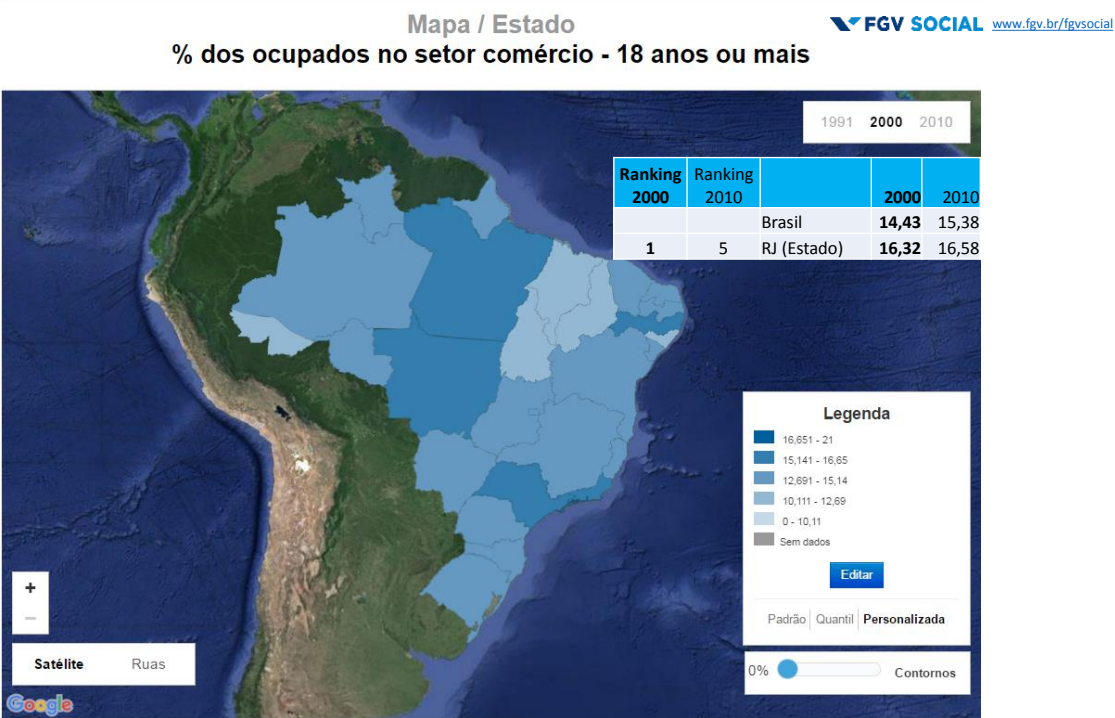 Mapa / Estado
FGV SOCIAL www.fgv.br/fgvsocial
% dos ocupados no setor comércio - 18 anos ou mais
1991 2000 2010
Ranking 2000 Ranking 2010 2000 2010
Brasil 14,43 15,38
1 5 RJ (Estado) 16,32 16,58
Legenda
16,651 - 21
15,141 - 16,65
12,691 - 15,14
10,111 - 12,69
0 - 10,11
Sem dados
Editar
Padrão Quantil Personalizada
0% Contornos
+
−
Satélite Ruas
Google